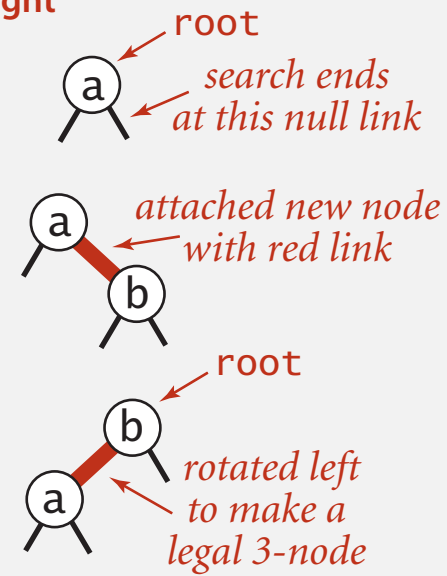 root
a
search ends
at this null link
a
attached new node
with red link
b
root
b
rotated left
to make a
legal 3-node
a